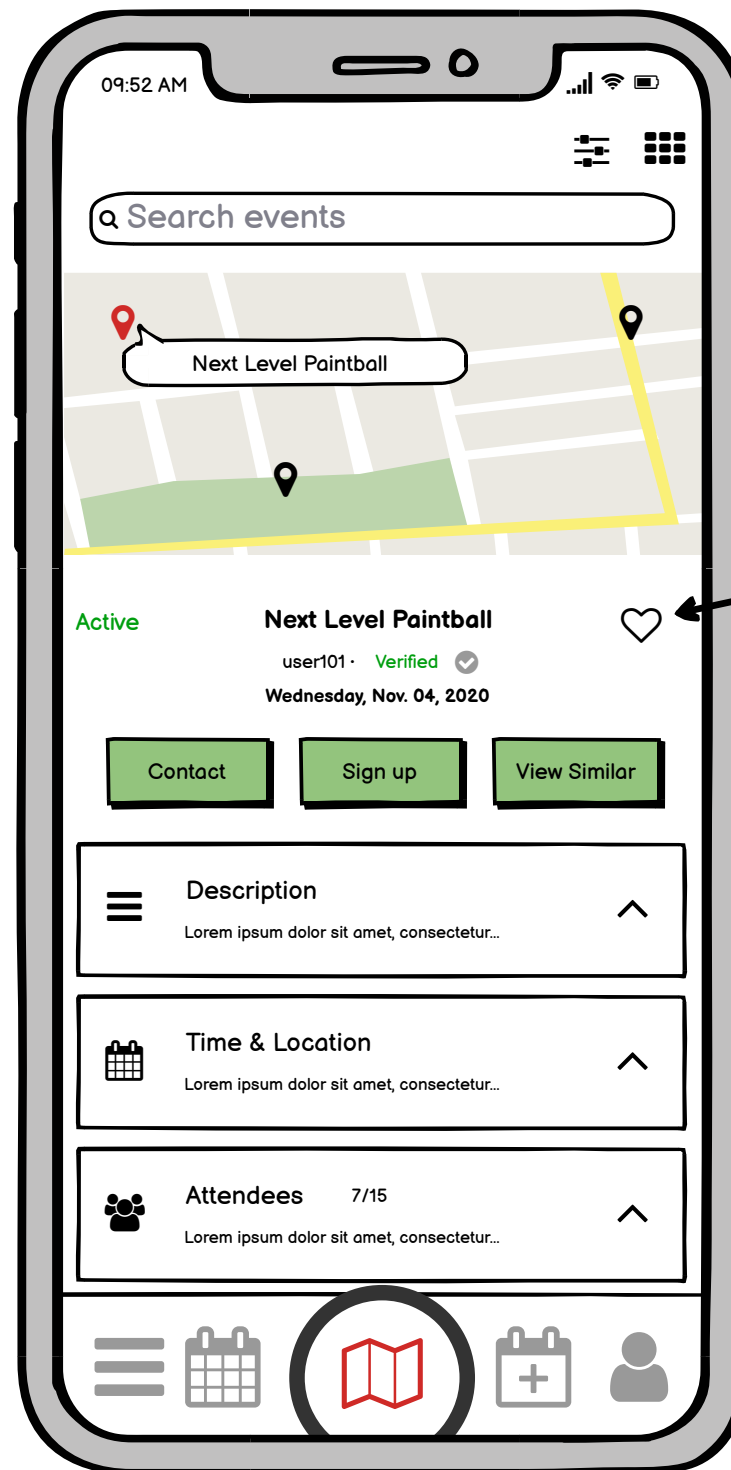 09:52 AM
Search events
Next Level Paintball
Active
Next Level Paintball
user101 · Verified
Wednesday, Nov. 04, 2020
Contact
Sign up
View Similar
Description
Lorem ipsum dolor sit amet, consectetur...
Time & Location
Lorem ipsum dolor sit amet, consectetur...
Attendees 7/15
Lorem ipsum dolor sit amet, consectetur...